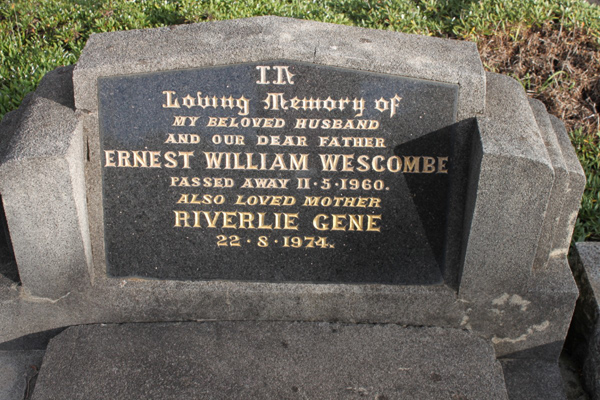 In
Loving Memory of
MY BELOVED HUSBAND
AND OUR DEAR FATHER
ERNEST WILLIAM WESCOMBE
PASSED AWAY 11·5·1960.
ALSO LOVED MOTHER
RIVERLIE GENE
22·8·1974.